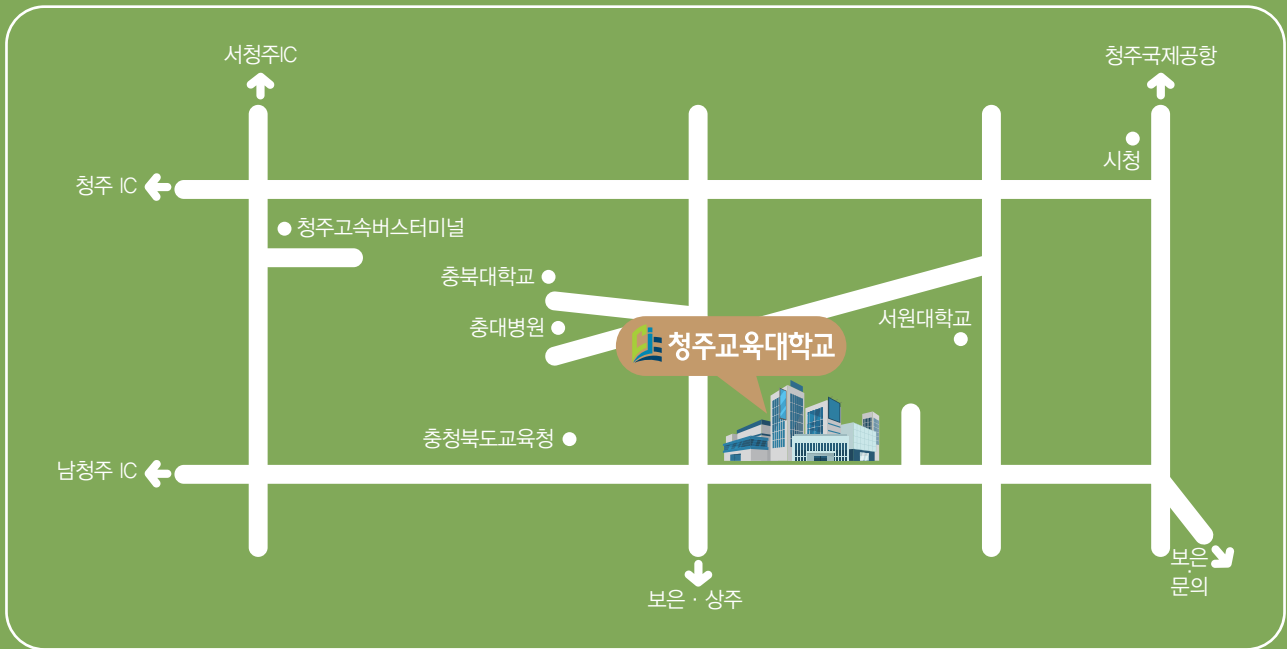 서청주IC
청주국제공항
시청
청주 IC
청주고속버스터미널
충북대학교
충대병원
서원대학교
청주교육대학교
충청북도교육청
남청주 IC
보은 · 상주
보은
·
문의